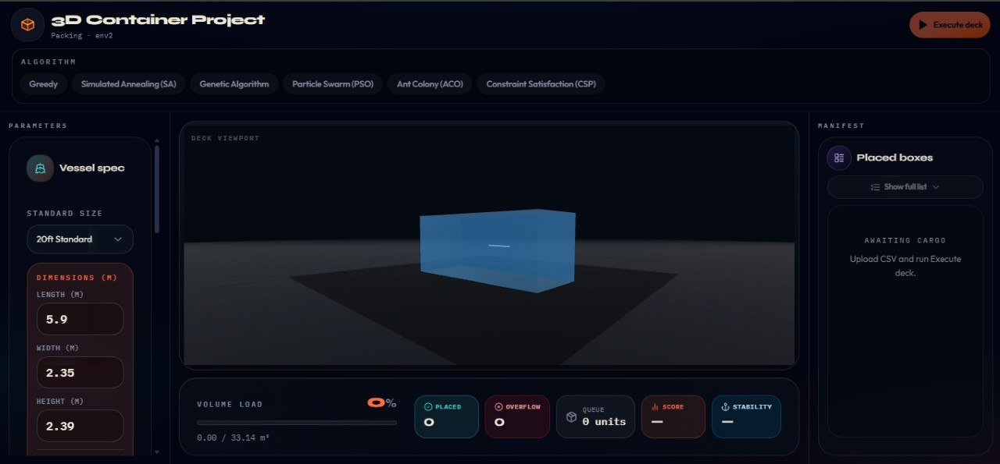 3D Container Project
Packing · env2
Execute deck
ALGORITHM
Greedy
Simulated Annealing (SA)
Genetic Algorithm
Particle Swarm (PSO)
Ant Colony (ACO)
Constraint Satisfaction (CSP)
PARAMETERS
Vessel spec
STANDARD SIZE
20ft Standard
DIMENSIONS (M)
LENGTH (M)
5.9
WIDTH (M)
2.35
HEIGHT (M)
2.39
DECK VIEWPORT
VOLUME LOAD
0%
0.00 / 33.14 m³
PLACED
0
OVERFLOW
0
QUEUE
0 units
SCORE
—
STABILITY
—
MANIFEST
Placed boxes
Show full list
AWAITING CARGO
Upload CSV and run Execute
deck.